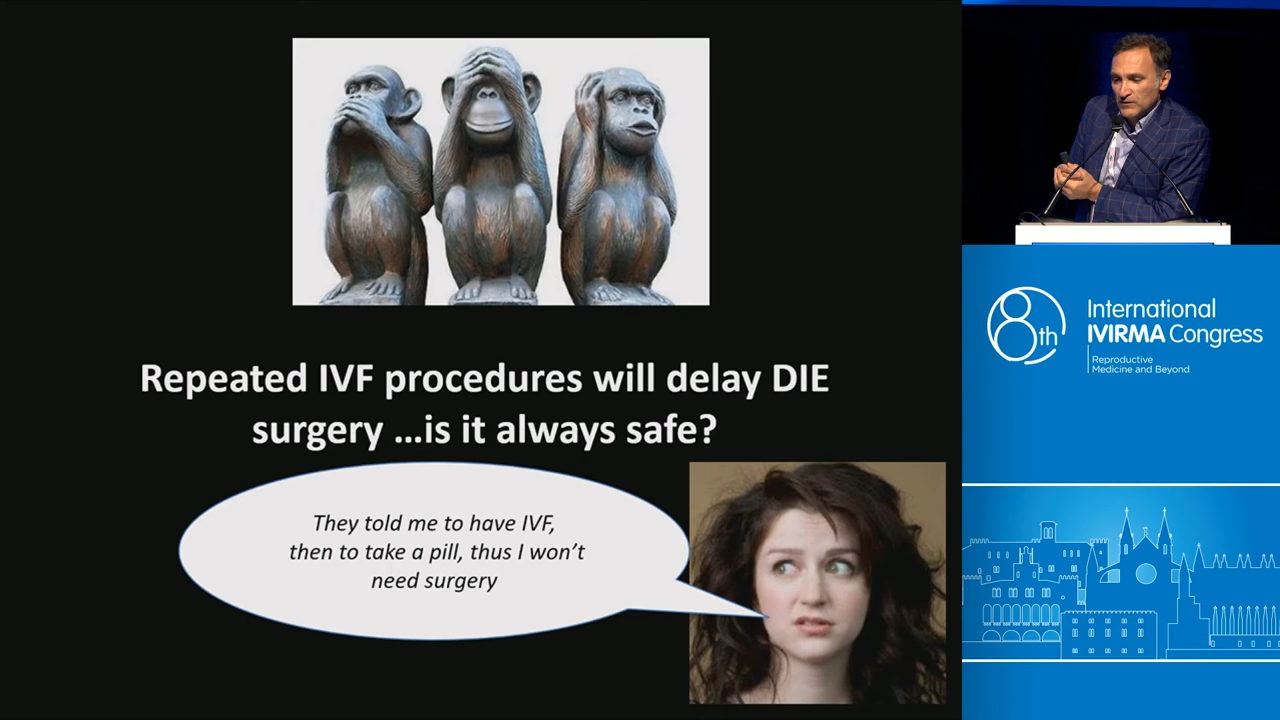 Repeated IVF procedures will delay DIE
surgery ...is it always safe?
They told me to have IVF,
then to take a pill, thus I won't
need surgery
8th
International
IVIRMA Congress
Reproductive
Medicine and Beyond